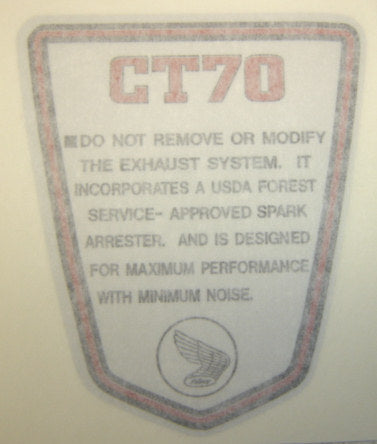 CT70
DO NOT REMOVE OR MODIFY
THE EXHAUST SYSTEM. IT
INCORPORATES A USDA FOREST
SERVICE- APPROVED SPARK
ARRESTER. AND IS DESIGNED
FOR MAXIMUM PERFORMANCE
WITH MINIMUM NOISE.